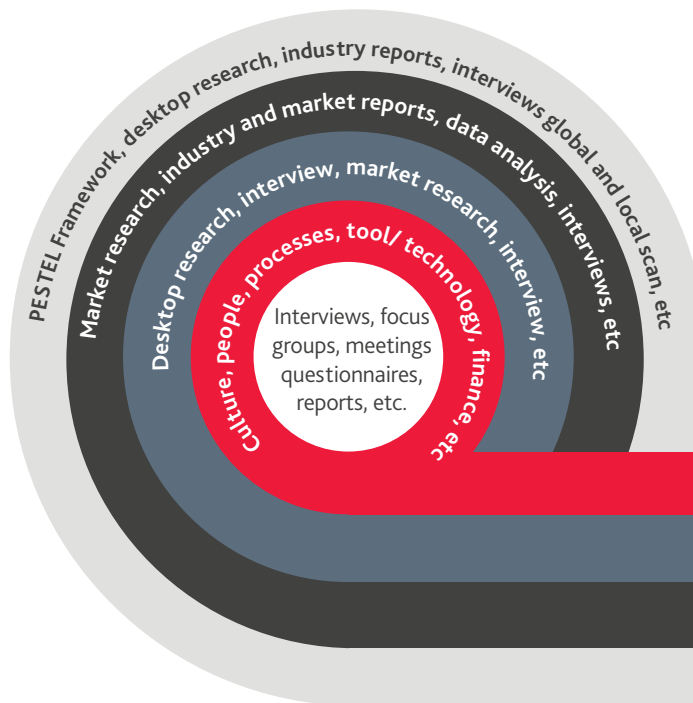 PESTEL Framework, desktop research, industry reports, interviews global and local scan, etc
Market research, industry and market reports, data analysis, interviews, etc
Desktop research, interview, market research, interview, etc
Culture, people, processes, tool/ technology, finance, etc
Interviews, focus
groups, meetings
questionnaires,
reports, etc.